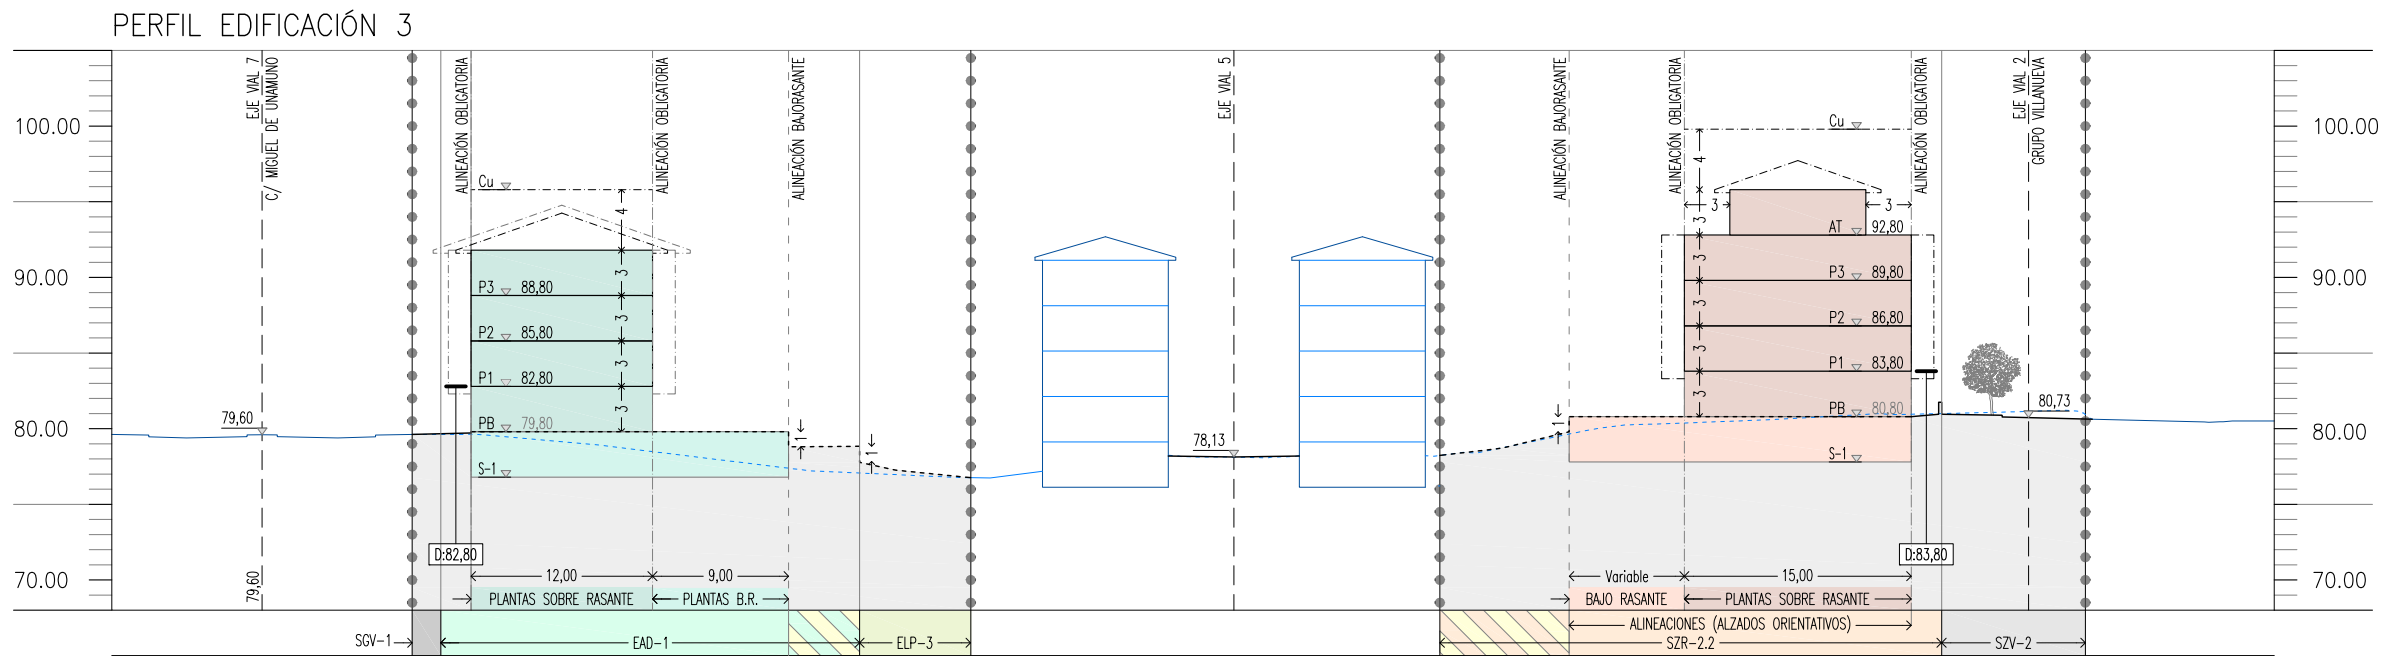 PERFIL EDIFICACIÓN 3
EJE VIAL 7
C/ MIGUEL DE UNAMUNO
ALINEACIÓN OBLIGATORIA
ALINEACIÓN OBLIGATORIA
ALINEACIÓN BAJORASANTE
EJE VIAL 5
ALINEACIÓN BAJORASANTE
ALINEACIÓN OBLIGATORIA
ALINEACIÓN OBLIGATORIA
EJE VIAL 2
GRUPO VILLANUEVA
100.00
90.00
80.00
70.00
79,60
79,60
Cu
4
P3 88,80
3
P2 85,80
3
P1 82,80
3
PB 79,80
3
S-1
1
1
D:82,80
12,00
9,00
PLANTAS SOBRE RASANTE
PLANTAS B.R.
SGV-1
EAD-1
ELP-3
78,13
Cu
4
3
3
3
AT 92,80
3
P3 89,80
3
P2 86,80
3
P1 83,80
3
PB 80,80
S-1
1
80,73
D:83,80
Variable
15,00
BAJO RASANTE
PLANTAS SOBRE RASANTE
ALINEACIONES (ALZADOS ORIENTATIVOS)
SZR-2.2
SZV-2
100.00
90.00
80.00
70.00